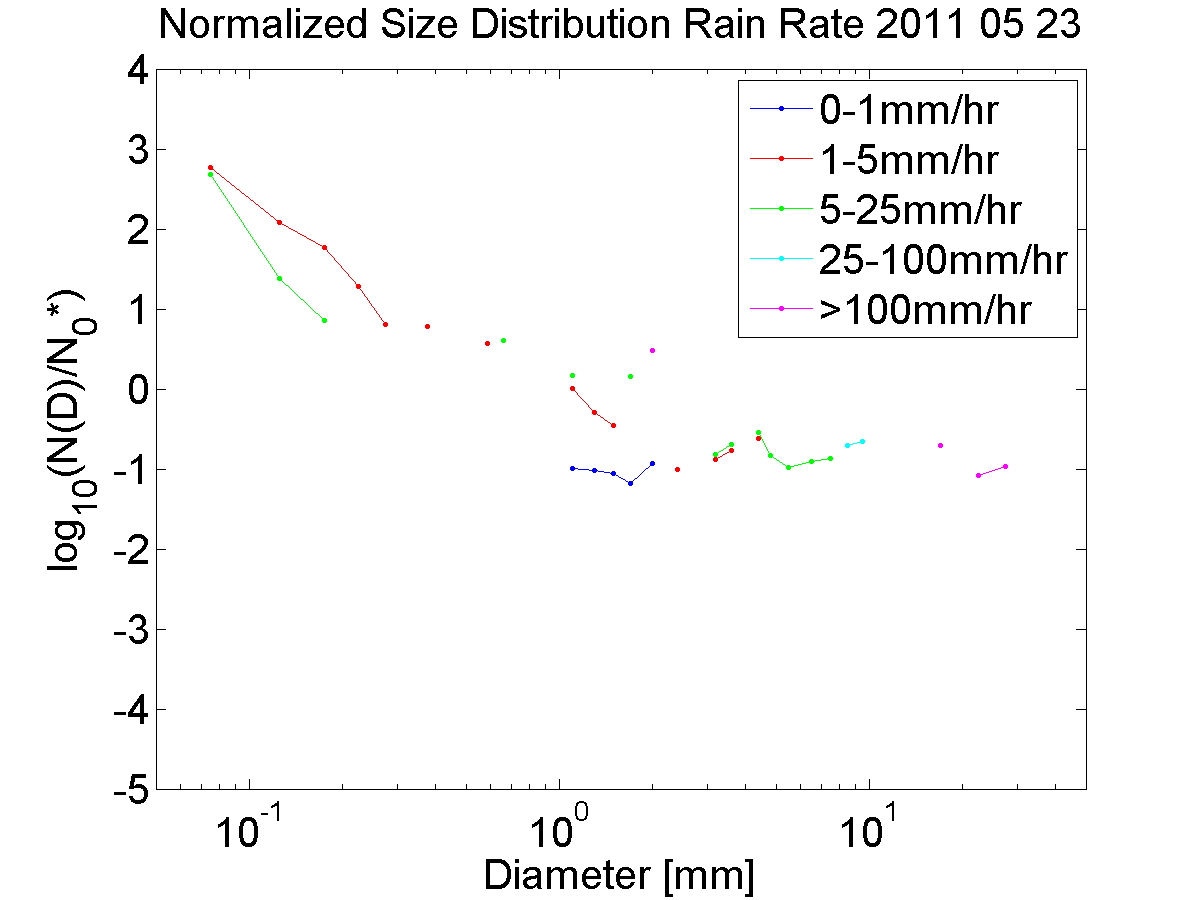 Normalized Size Distribution Rain Rate 2011 05 23
4
3
2
1
0
-1
-2
-3
-4
-5
log10(N(D)/N0*)
0-1mm/hr
1-5mm/hr
5-25mm/hr
25-100mm/hr
>100mm/hr
10^-1 10^0 10^1
Diameter [mm]